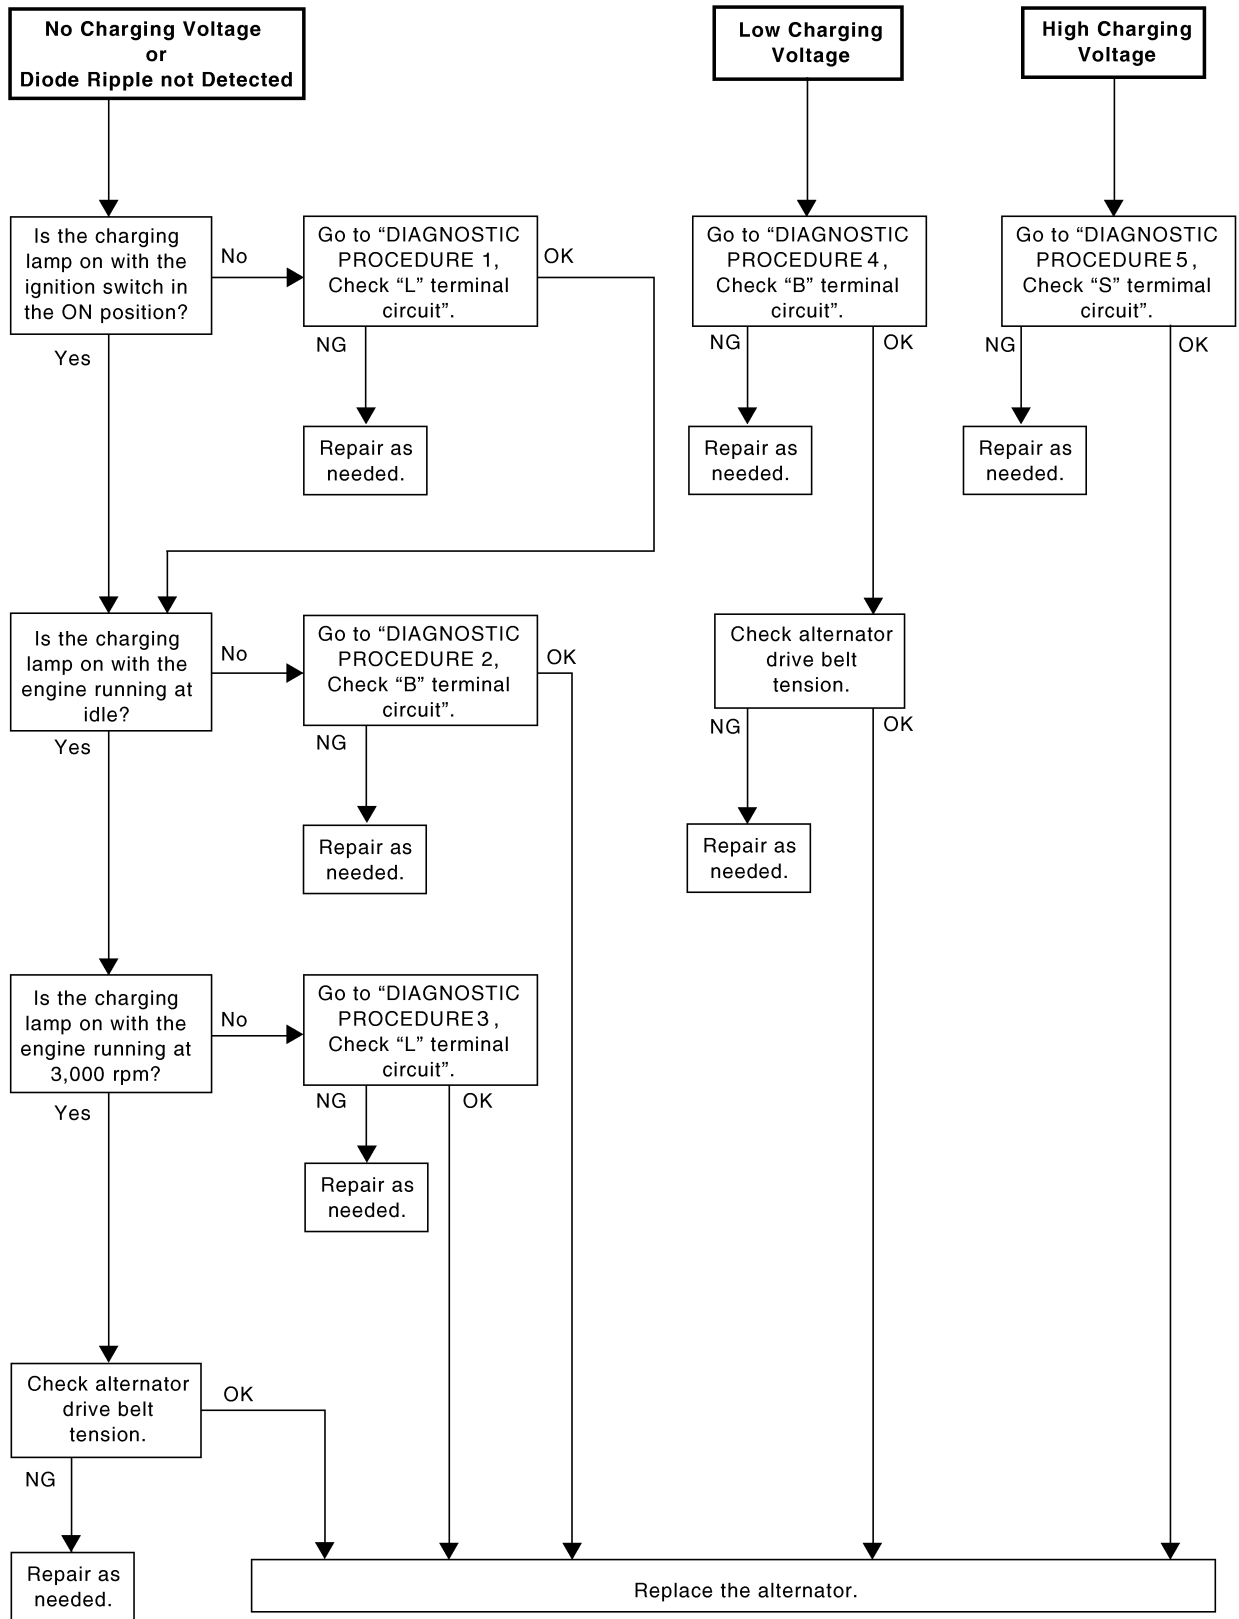 No Charging Voltage
or
Diode Ripple not Detected
Low Charging
Voltage
High Charging
Voltage
Is the charging
lamp on with the
ignition switch in
the ON position?
No
Go to “DIAGNOSTIC
PROCEDURE 1,
Check “L” terminal
circuit”.
OK
NG
Yes
Repair as
needed.
Go to “DIAGNOSTIC
PROCEDURE 4,
Check “B” terminal
circuit”.
NG
OK
Repair as
needed.
Go to “DIAGNOSTIC
PROCEDURE 5,
Check “S” termimal
circuit”.
NG
OK
Repair as
needed.
Is the charging
lamp on with the
engine running at
idle?
No
Go to “DIAGNOSTIC
PROCEDURE 2,
Check “B” terminal
circuit”.
OK
NG
Yes
Repair as
needed.
Check alternator
drive belt
tension.
NG
OK
Repair as
needed.
Is the charging
lamp on with the
engine running at
3,000 rpm?
No
Go to “DIAGNOSTIC
PROCEDURE 3,
Check “L” terminal
circuit”.
NG
OK
Yes
Repair as
needed.
Check alternator
drive belt
tension.
OK
NG
Repair as
needed.
Replace the alternator.